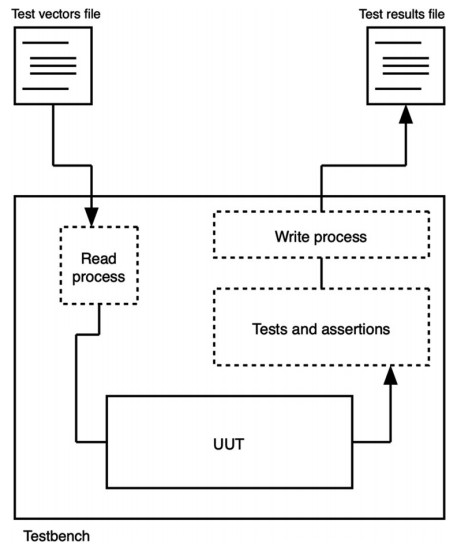 Test vectors file
Test results file
Write process
Read
process
Tests and assertions
UUT
Testbench